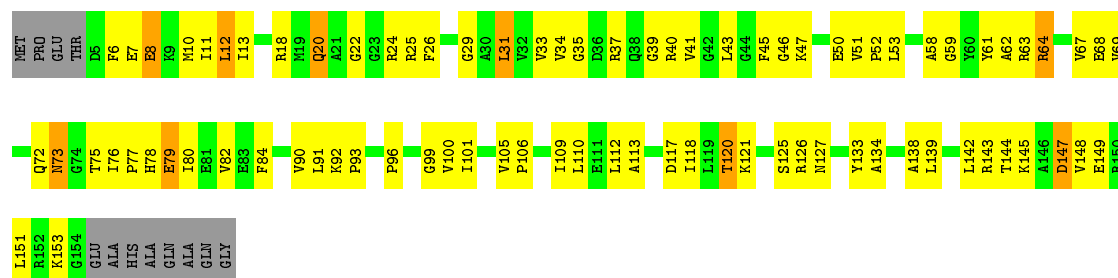 MET PRO GLU THR D5 F6 E7 E8 K9 M10 I11 L12 I13 R18 M19 Q20 A21 G22 G23 R24 R25 F26 G29 A30 L31 V32 V33 V34 G35 D36 R37 Q38 G39 R40 V41 G42 L43 G44 F45 G46 K47 E50 V51 P52 L53 A58 G59 Y60 Y61 A62 R63 R64 V67 E68 V69
Q72 N73 G74 T75 I76 P77 H78 E79 I80 E81 V82 E83 F84 V90 L91 K92 P93 P96 G99 V100 I101 V105 P106 I109 L110 E111 L112 A113 D117 I118 L119 T120 K121 S125 R126 N127 Y133 A134 A138 L139 L142 R143 T144 K145 A146 D147 V148 E149 R150
L151 R152 K153 G154 GLU ALA HIS ALA GLN ALA GLN GLY